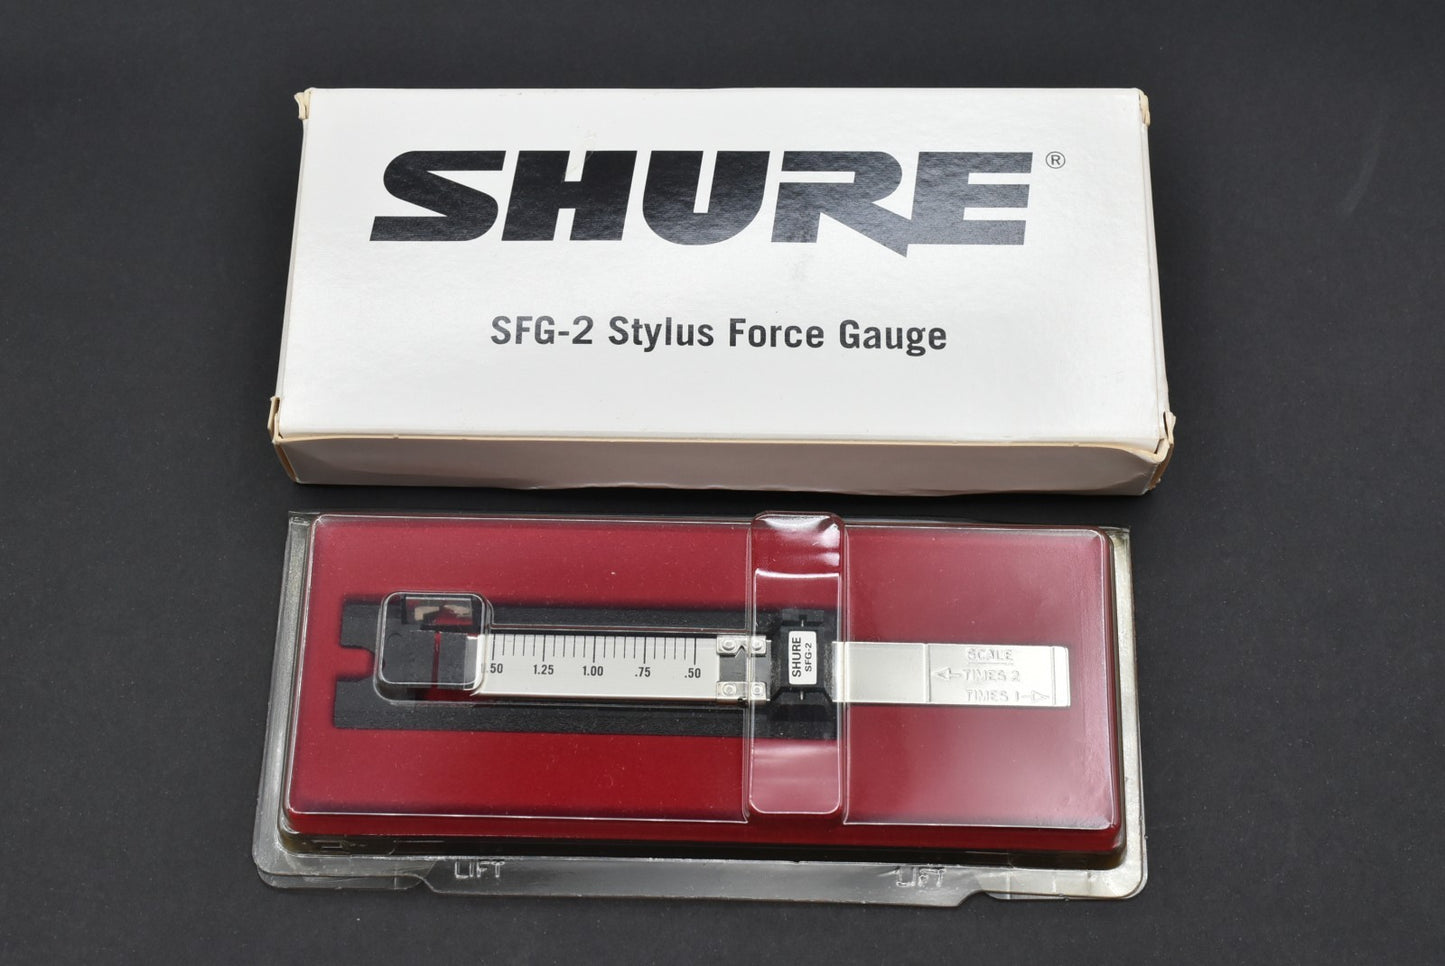 SHURE®
SFG-2 Stylus Force Gauge
1.50 1.25 1.00 .75 .50
SHURE
SFG-2
SCALE
TIMES 2
TIMES 1
LIFT LIFT